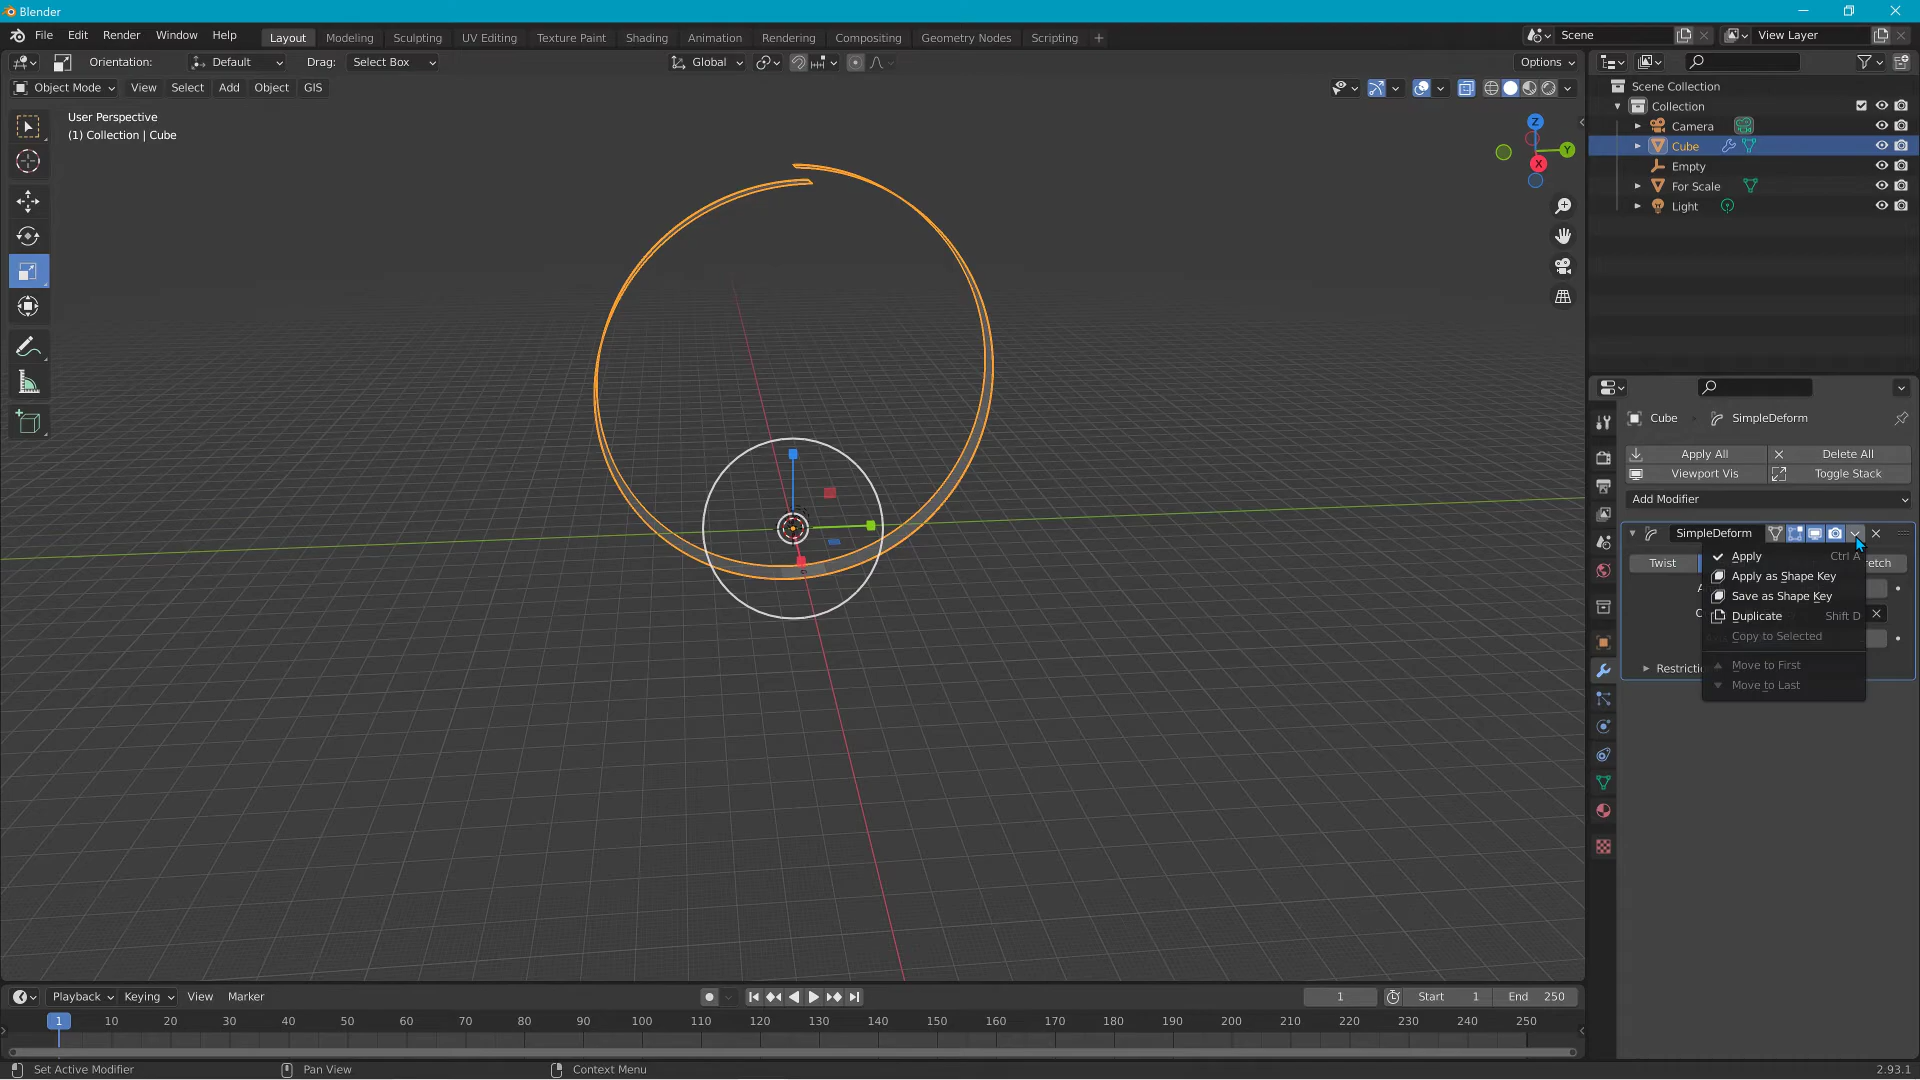 Blender
File Edit Render Window Help Layout Modeling Sculpting UV Editing Texture Paint Shading Animation Rendering Compositing Geometry Nodes Scripting + Scene View Layer
Orientation: Default Drag: Select Box Global Options
Object Mode View Select Add Object GIS
User Perspective
(1) Collection | Cube
Z
Y
X
Scene Collection
Collection
Camera
Cube
Empty
For Scale
Light
Cube SimpleDeform
Apply All Delete All
Viewport Vis Toggle Stack
Add Modifier
SimpleDeform
Twist retch
Apply Ctrl A
Apply as Shape Key
Save as Shape Key
Duplicate Shift D
Copy to Selected
Restricti
Move to First
Move to Last
Playback Keying View Marker 1 Start 1 End 250
1 10 20 30 40 50 60 70 80 90 100 110 120 130 140 150 160 170 180 190 200 210 220 230 240 250
Set Active Modifier Pan View Context Menu 2.93.1